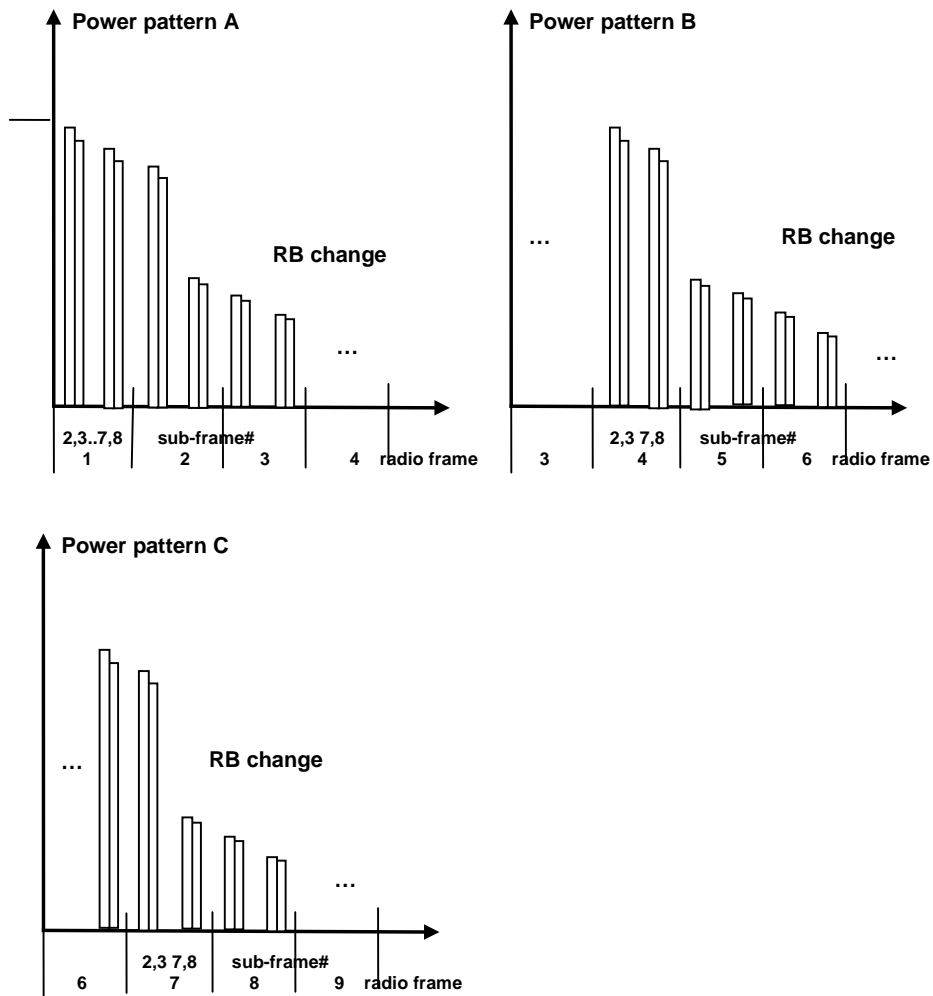 Power pattern A
RB change
...
2,3..7,8 sub-frame#
1 2 3 4 radio frame
Power pattern B
...
RB change
...
2,3 7,8 sub-frame#
3 4 5 6 radio frame
Power pattern C
...
RB change
...
2,3 7,8 sub-frame#
6 7 8 9 radio frame